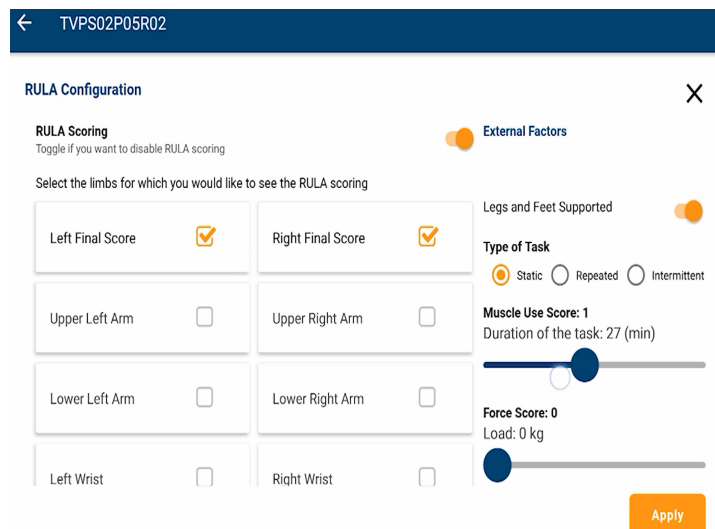 TVPS02P05R02
RULA Configuration
RULA Scoring
Toggle if you want to disable RULA scoring
Select the limbs for which you would like to see the RULA scoring
Left Final Score
Right Final Score
Upper Left Arm
Upper Right Arm
Lower Left Arm
Lower Right Arm
Left Wrist
Right Wrist
External Factors
Legs and Feet Supported
Type of Task
Static Repeated Intermittent
Muscle Use Score: 1
Duration of the task: 27 (min)
Force Score: 0
Load: 0 kg
Apply